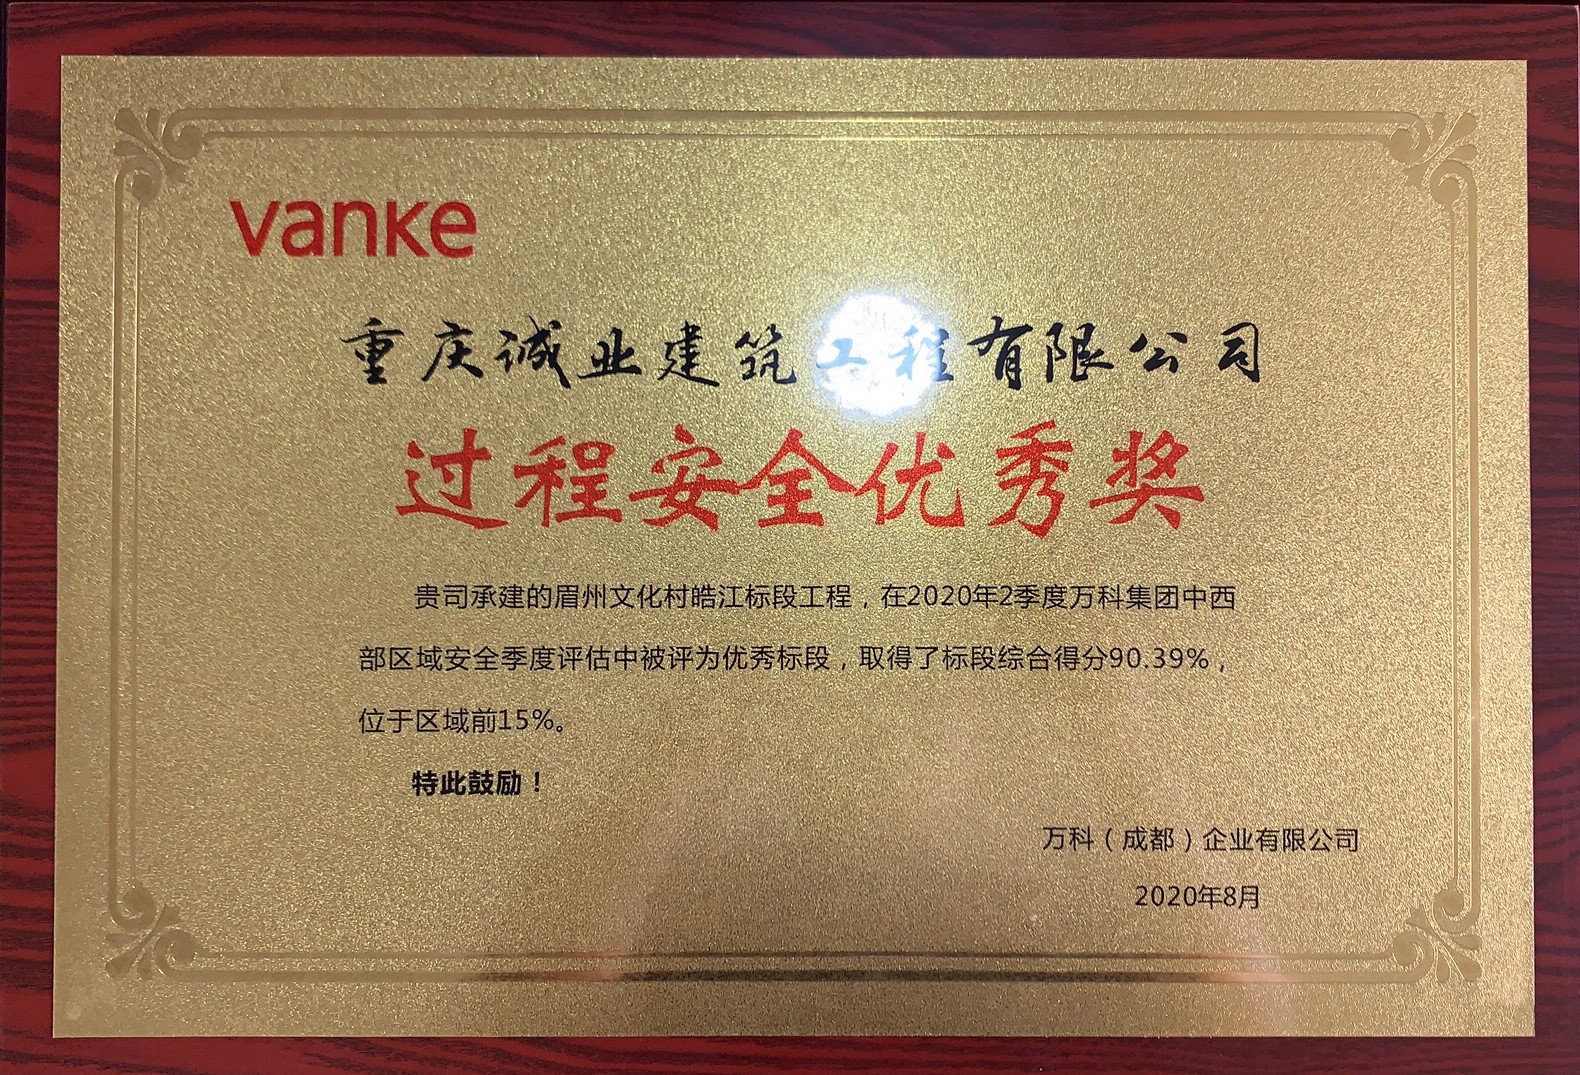 vanke
重庆诚业建筑工程有限公司
过程安全优秀奖
贵司承建的眉州文化村皓江标段工程，在2020年2季度万科集团中西
部区域安全季度评估中被评为优秀标段，取得了标段综合得分90.39%，
位于区域前15%。
特此鼓励！
万科（成都）企业有限公司
2020年8月